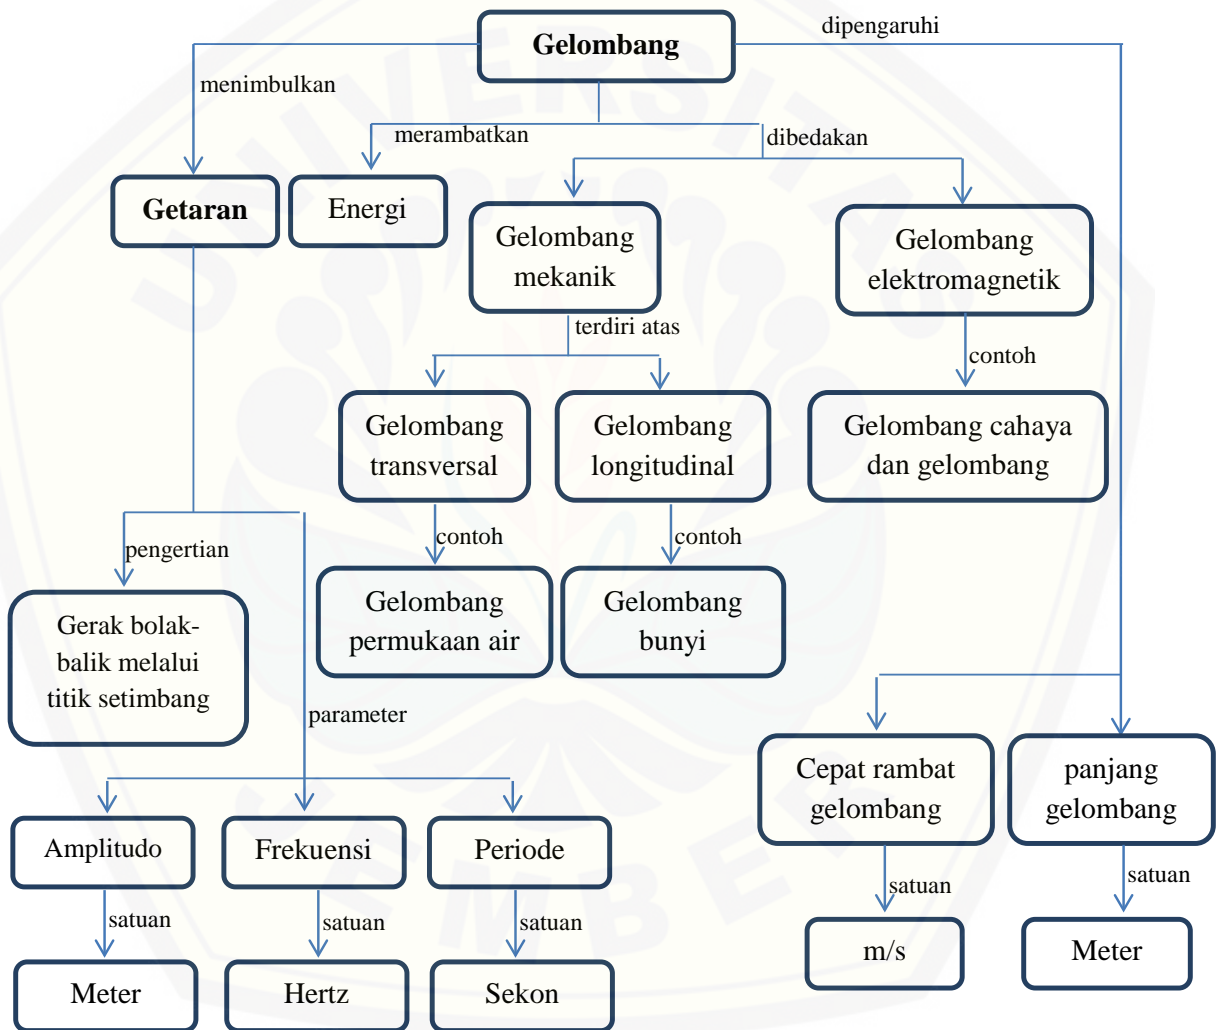 Gelombang
dipengaruhi
menimbulkan
merambatkan
dibedakan
Getaran
Energi
Gelombang
mekanik
Gelombang
elektromagnetik
terdiri atas
contoh
Gelombang
transversal
Gelombang
longitudinal
Gelombang cahaya
dan gelombang
pengertian
contoh
contoh
Gerak bolak-
balik melalui
titik setimbang
Gelombang
permukaan air
Gelombang
bunyi
parameter
Cepat rambat
gelombang
panjang
gelombang
Amplitudo
Frekuensi
Periode
satuan
satuan
satuan
satuan
satuan
m/s
Meter
Meter
Hertz
Sekon
UNIVERSITAS
JEMBER